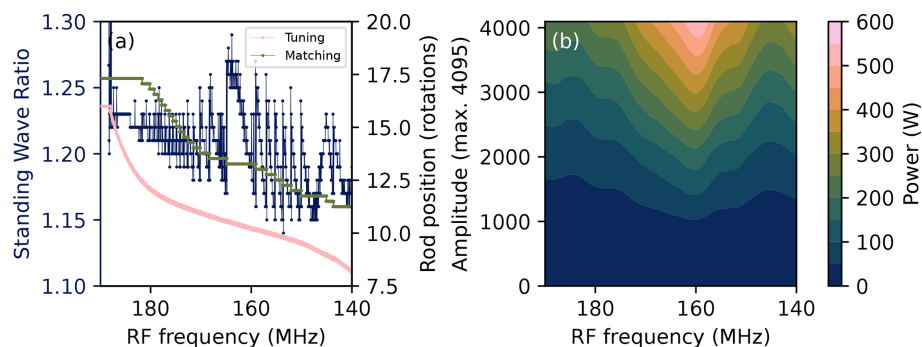 (a)
Tuning
Matching
Standing Wave Ratio
1.30
1.25
1.20
1.15
1.10
180
160
140
RF frequency (MHz)
20.0
17.5
15.0
12.5
10.0
7.5
Rod position (rotations)
(b)
Amplitude (max. 4095)
4000
3000
2000
1000
0
180
160
140
RF frequency (MHz)
600
500
400
300
200
100
0
Power (W)